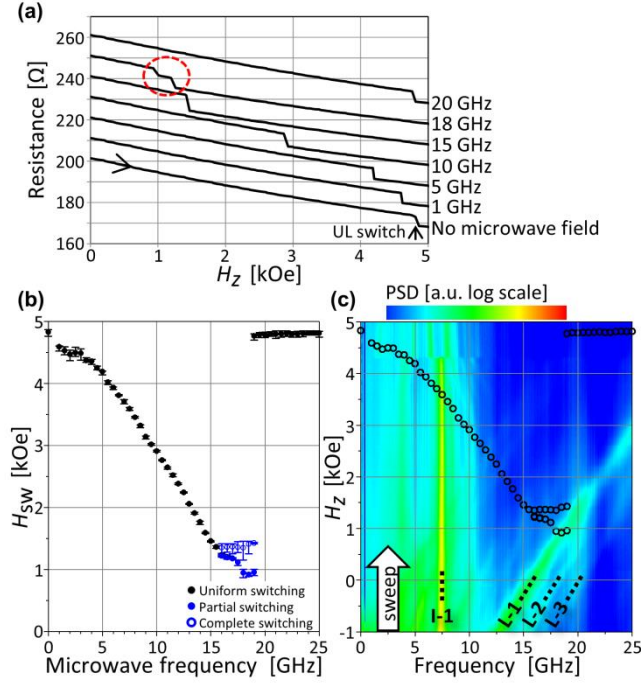 (a)
260
240
220
200
180
160
Resistance [Ω]
20 GHz
18 GHz
15 GHz
10 GHz
5 GHz
1 GHz
No microwave field
UL switch
0 1 2 3 4 5
Hz [kOe]
(b)
5
4
3
2
1
0
HSW [kOe]
Uniform switching
Partial switching
Complete switching
0 5 10 15 20 25
Microwave frequency [GHz]
(c)
PSD [a.u. log scale]
5
4
3
2
1
0
-1
Hz [kOe]
sweep
I-1
L-1
L-2
L-3
0 5 10 15 20 25
Frequency [GHz]